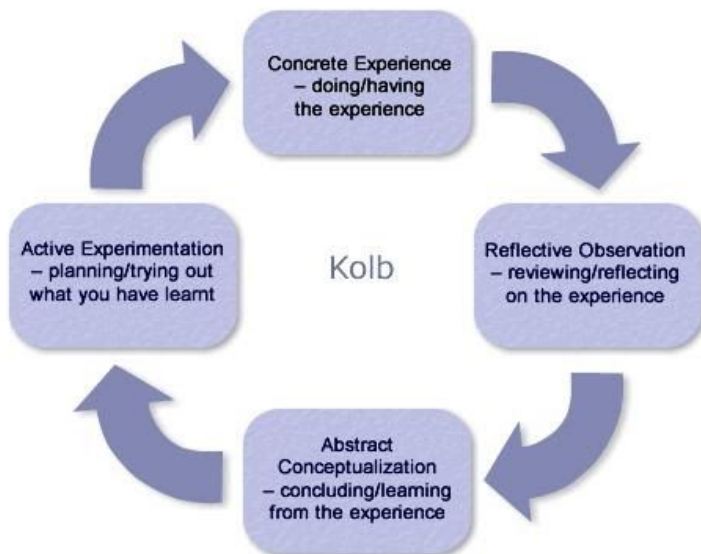 Concrete Experience
– doing/having
the experience
Reflective Observation
– reviewing/reflecting
on the experience
Abstract
Conceptualization
– concluding/learning
from the experience
Active Experimentation
– planning/trying out
what you have learnt
Kolb